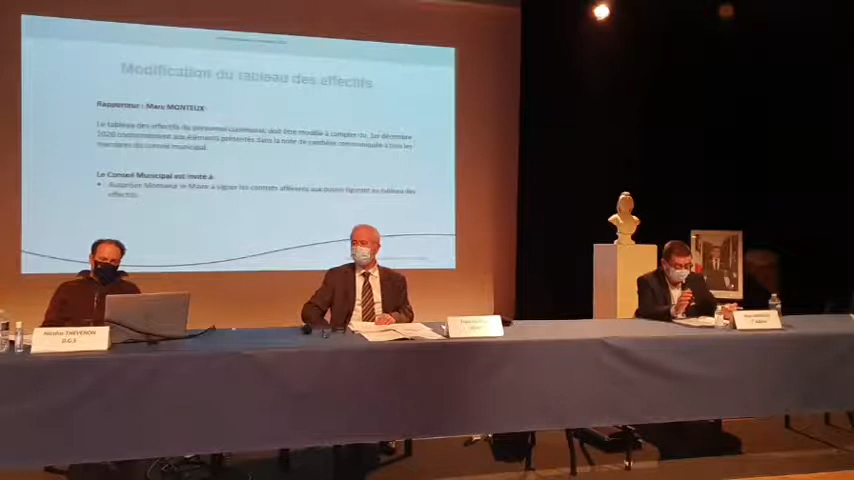 Modification du tableau des effectifs
Rapporteur : Marc MONTEUX
Le tableau des effectifs du personnel communal, doit être modifié à compter du 1er décembre
2020 conformément aux éléments présentés dans la note de synthèse communiquée à tous les
membres du conseil municipal.
Le Conseil Municipal est invité à
• Autoriser Monsieur le Maire à signer les contrats afférents aux postes figurant au tableau des
effectifs
Nicolas THEVENON
D.G.S